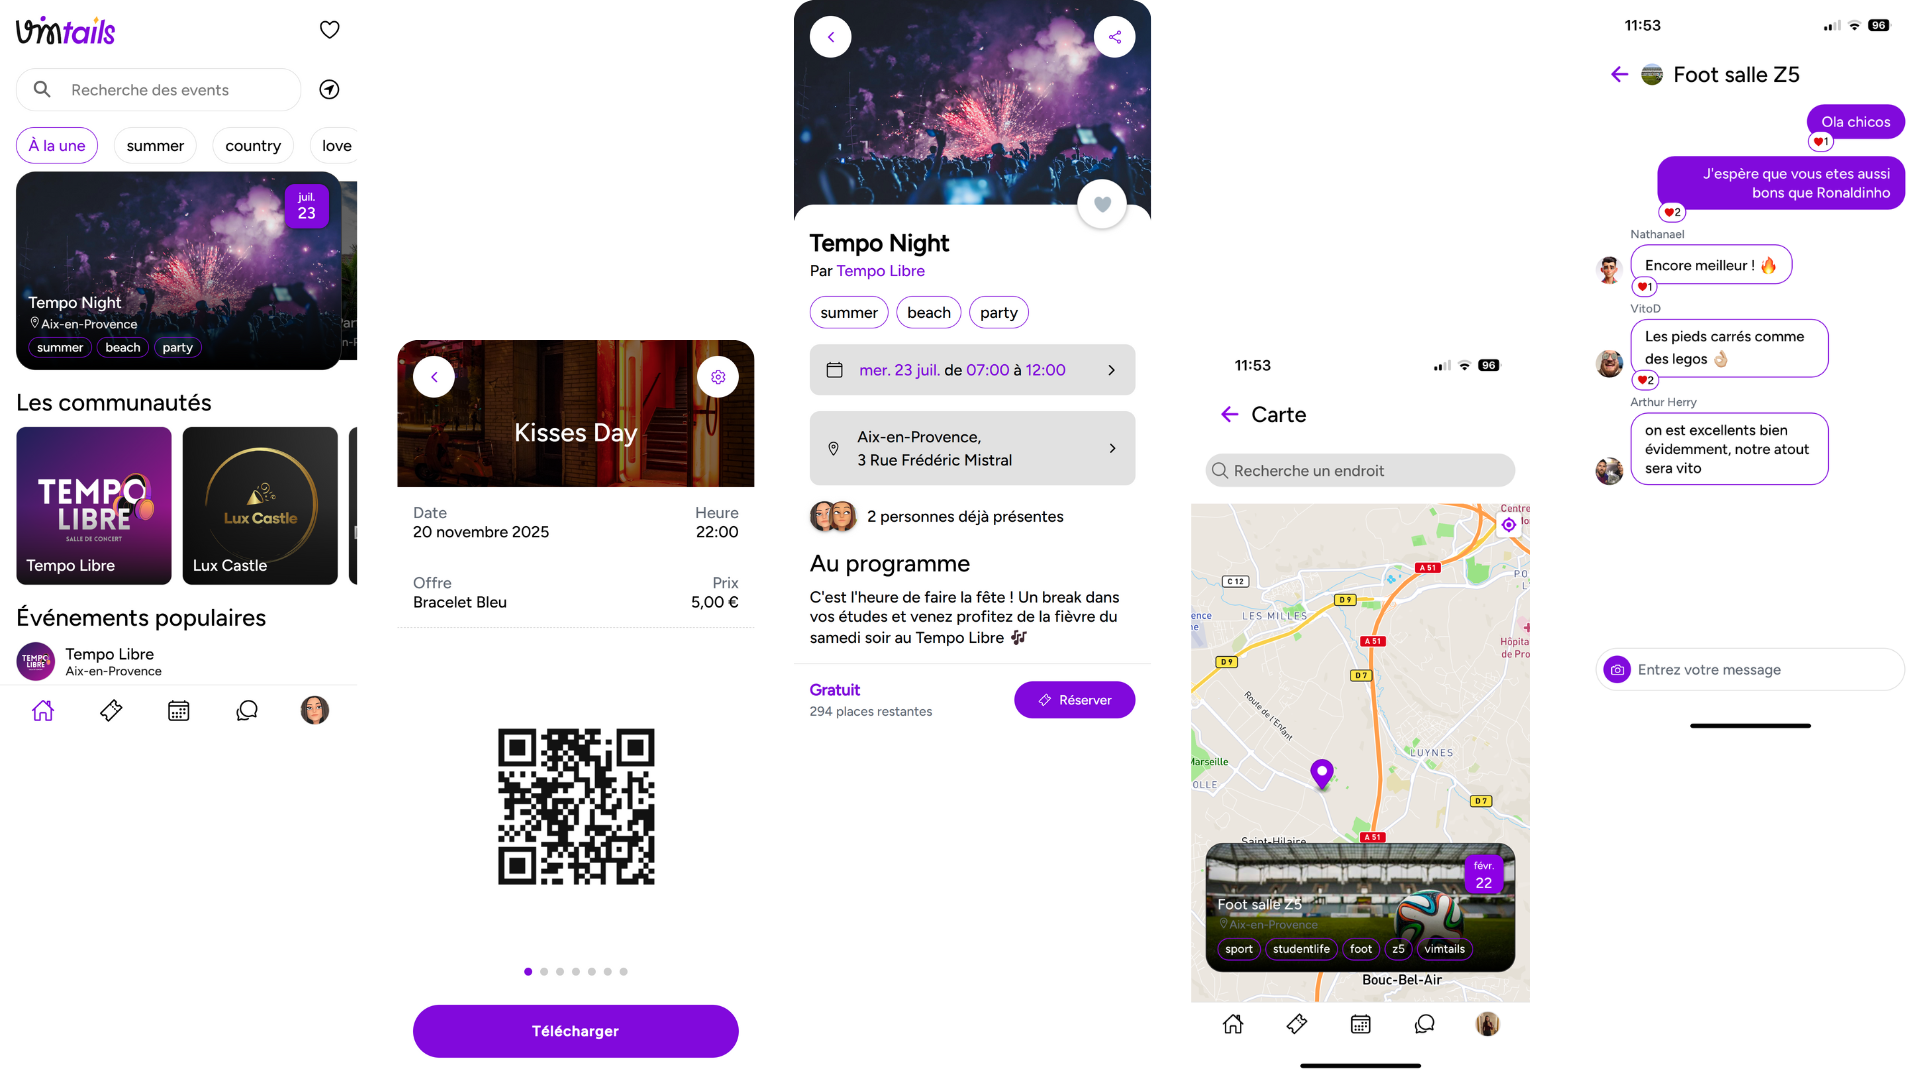 vimtails
Recherche des events
À la une
summer
country
love
juil.
23
Tempo Night
Aix-en-Provence
summer
beach
party
Les communautés
TEMPO
LIBRE
SALLE DE CONCERT
Tempo Libre
Lux Castle
Lux Castle
Événements populaires
TEMPO
LIBRE
Tempo Libre
Aix-en-Provence
Kisses Day
Date
Heure
20 novembre 2025
22:00
Offre
Prix
Bracelet Bleu
5,00 €
Télécharger
Tempo Night
Par Tempo Libre
summer
beach
party
mer. 23 juil. de 07:00 à 12:00
Aix-en-Provence,
3 Rue Frédéric Mistral
2 personnes déjà présentes
Au programme
C'est l'heure de faire la fête ! Un break dans
vos études et venez profitez de la fièvre du
samedi soir au Tempo Libre 🎶
Gratuit
294 places restantes
Réserver
11:53
96
Carte
Recherche un endroit
Centre
A 51
C 12
D 9
LES MILLES
A 51
Hôpita
de Pro
D 9
D 7
Route de l'Enfant
LUYNES
Marseille
OLLE
D 7
A 51
Saint-Hilaire
févr.
22
Foot salle Z5
Aix-en-Provence
sport
studentlife
foot
z5
vimtails
Bouc-Bel-Air
11:53
96
Foot salle Z5
Ola chicos
❤️1
J'espère que vous etes aussi
bons que Ronaldinho
❤️2
Nathanael
Encore meilleur ! 🔥
❤️1
VitoD
Les pieds carrés comme
des legos 👌🏼
❤️2
Arthur Herry
on est excellents bien
évidemment, notre atout
sera vito
Entrez votre message